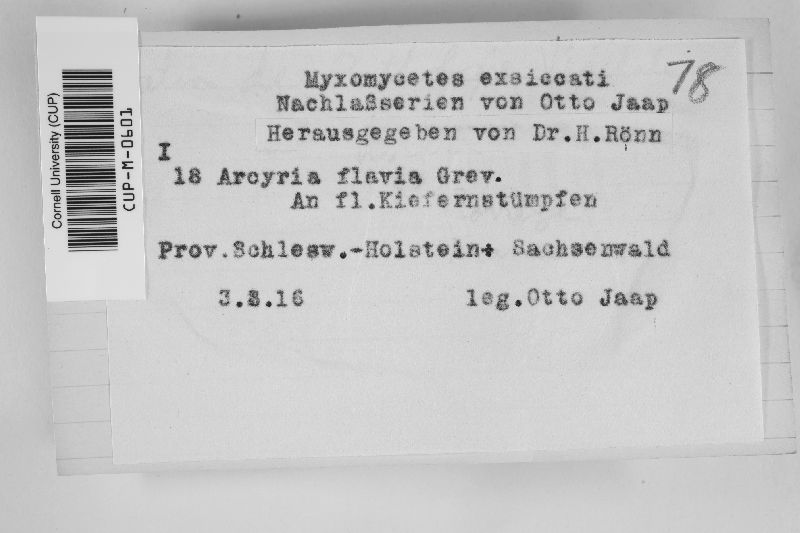 Cornell University (CUP)
CUP-M-0601
78
Myxomycetes exsiccati
Nachlaßserien von Otto Jaap
Herausgegeben von Dr.H.Rönn
I
18 Arcyria flavia Grev.
An fl.Kiefernstümpfen
Prov.Schlesw.-Holstein+ Sachsenwald
3.8.16 leg.Otto Jaap